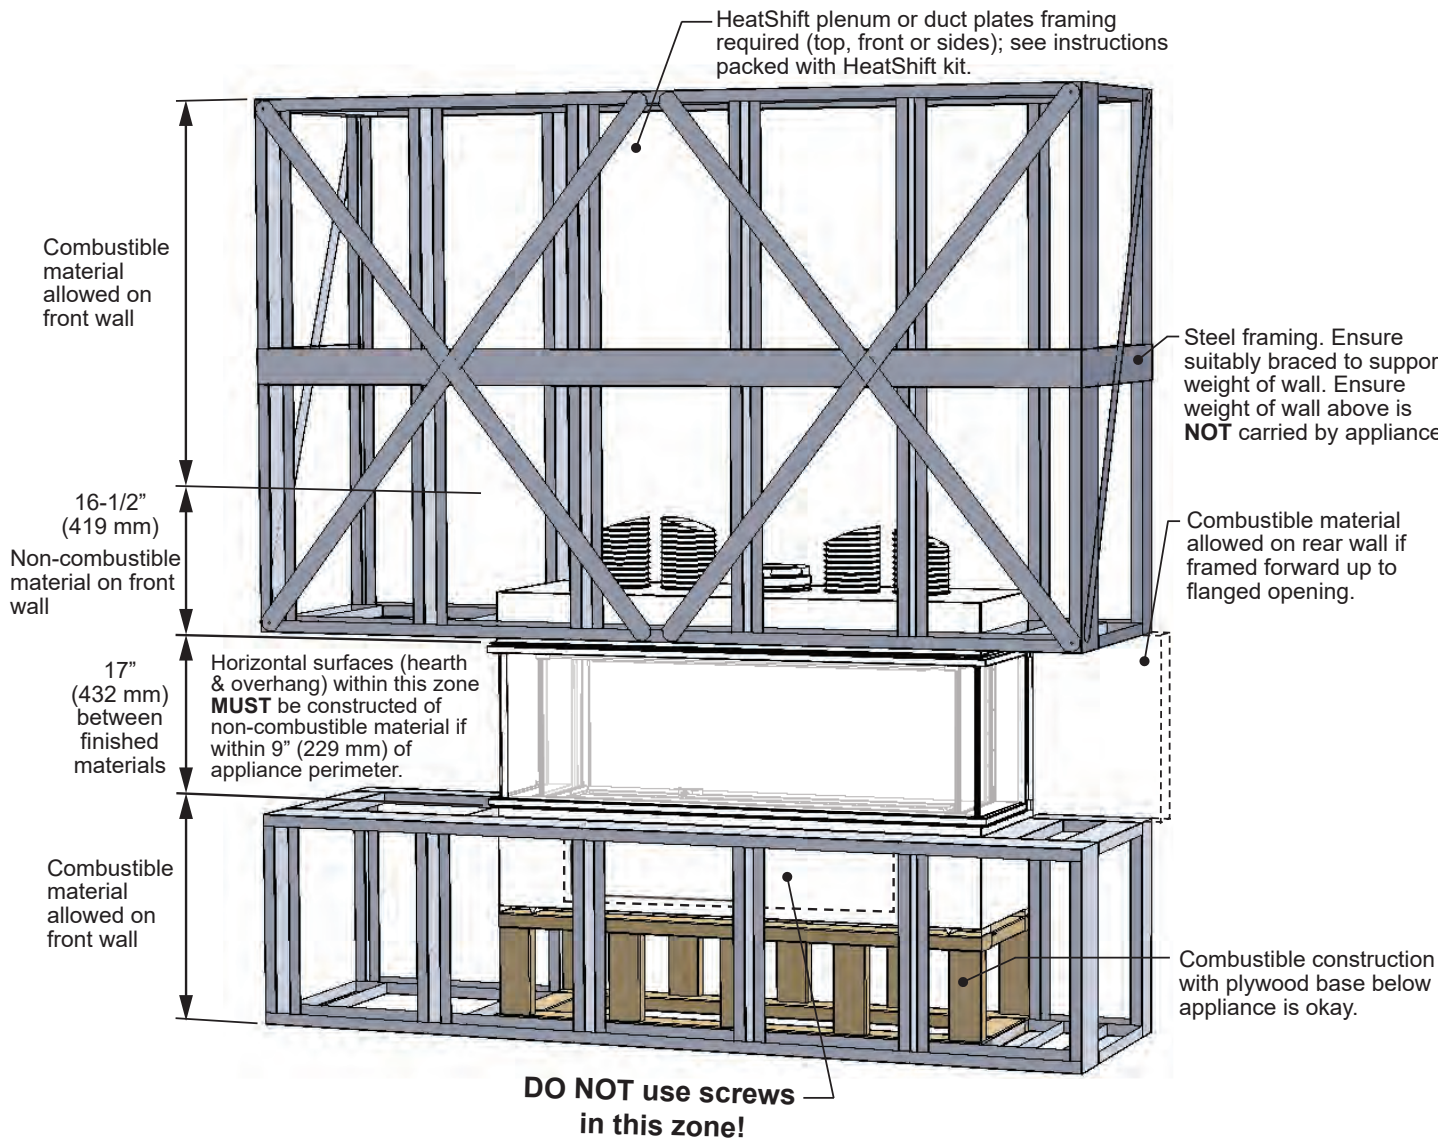 HeatShift plenum or duct plates framing
required (top, front or sides); see instructions
packed with HeatShift kit.
Combustible
material
allowed on
front wall
Steel framing. Ensure
suitably braced to suppor
weight of wall. Ensure
weight of wall above is
NOT carried by appliance
16-1/2”
(419 mm)
Non-combustible
material on front
wall
Combustible material
allowed on rear wall if
framed forward up to
flanged opening.
17”
(432 mm)
between
finished
materials
Horizontal surfaces (hearth
& overhang) within this zone
MUST be constructed of
non-combustible material if
within 9” (229 mm) of
appliance perimeter.
Combustible
material
allowed on
front wall
Combustible construction
with plywood base below
appliance is okay.
DO NOT use screws
in this zone!